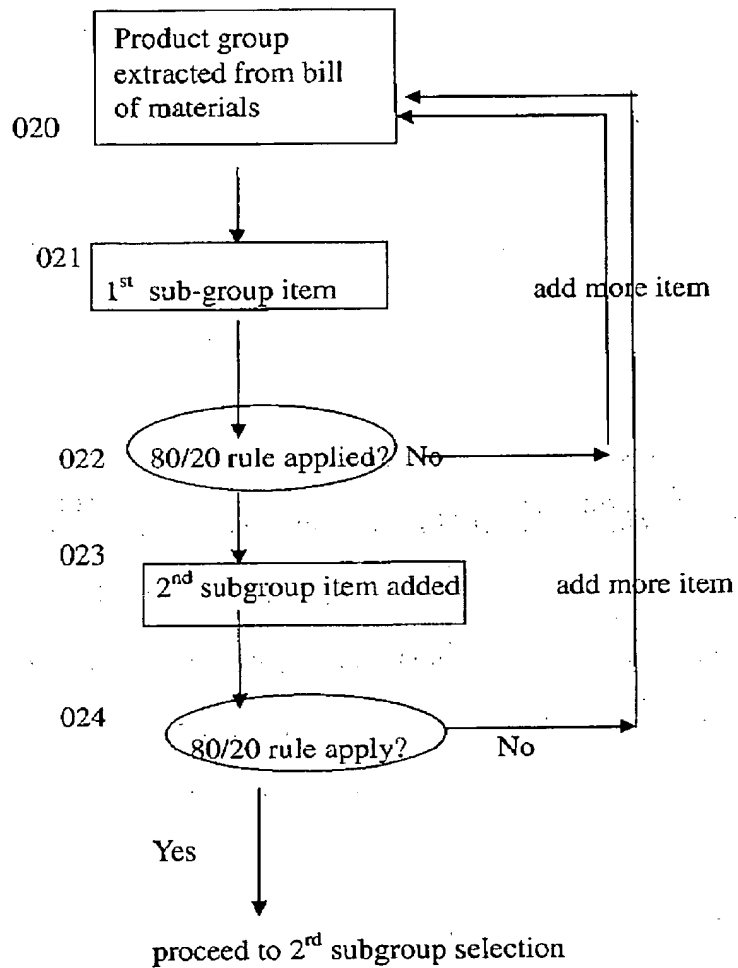 Product group
extracted from bill
of materials
020
021
1st sub-group item
add more item
022
80/20 rule applied? No
023
2nd subgroup item added
add more item
024
80/20 rule apply?
No
Yes
proceed to 2rd subgroup selection